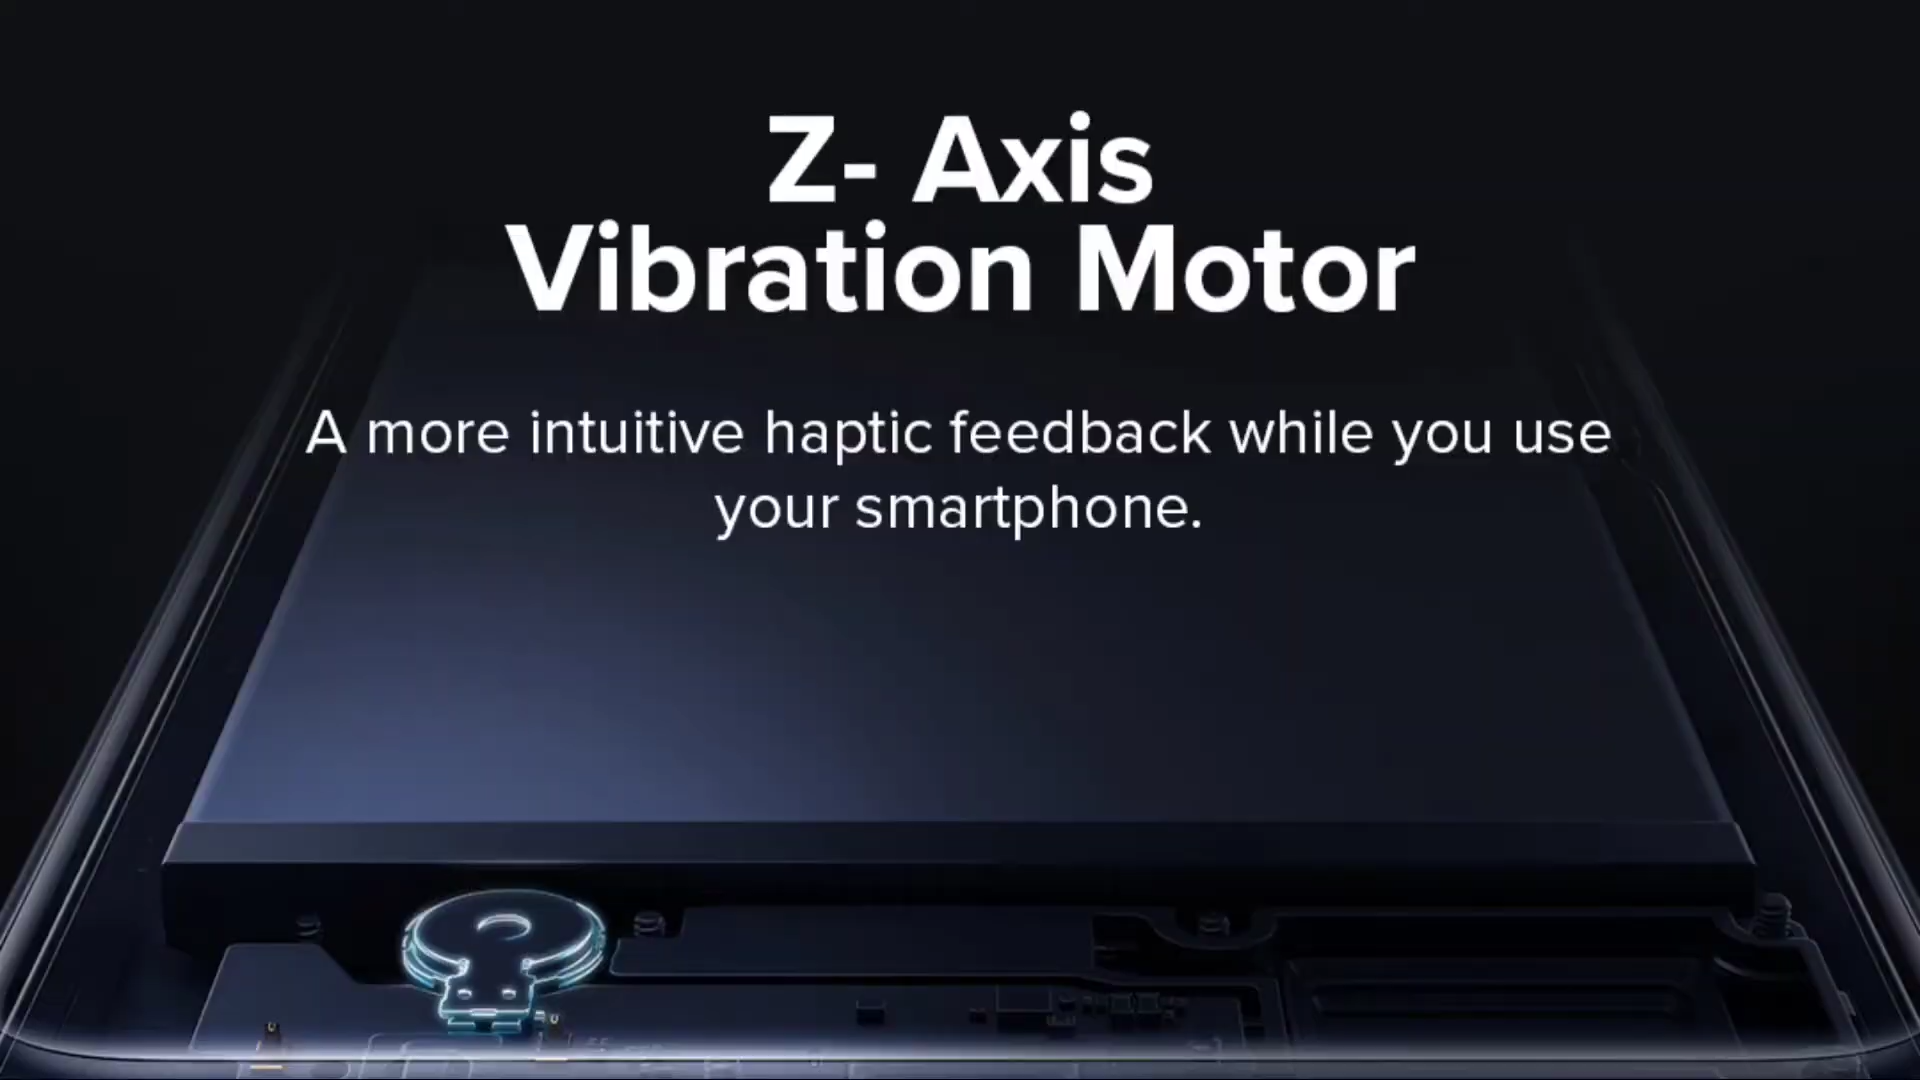 Z- Axis
Vibration Motor
A more intuitive haptic feedback while you use
your smartphone.